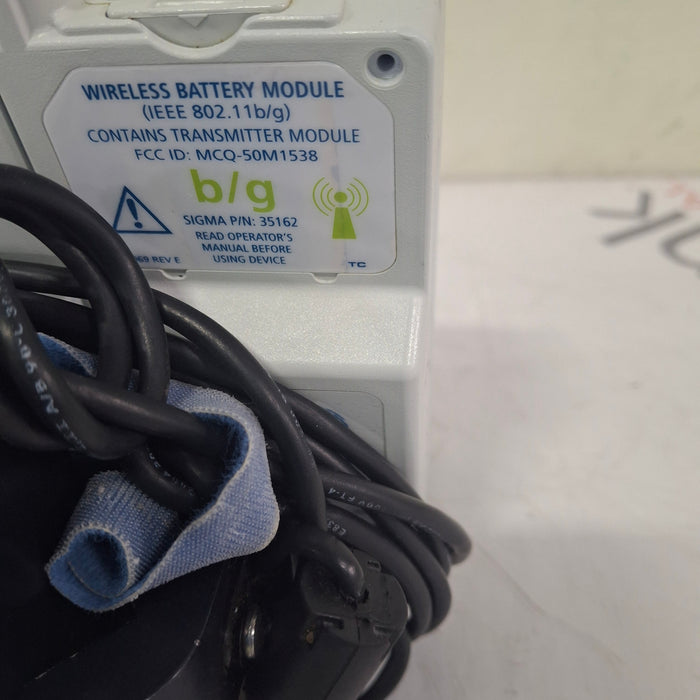 WIRELESS BATTERY MODULE
(IEEE 802.11b/g)
CONTAINS TRANSMITTER MODULE
FCC ID: MCQ-50M1538
b/g
SIGMA P/N: 35162
READ OPERATOR'S
MANUAL BEFORE
USING DEVICE
REV E
TC